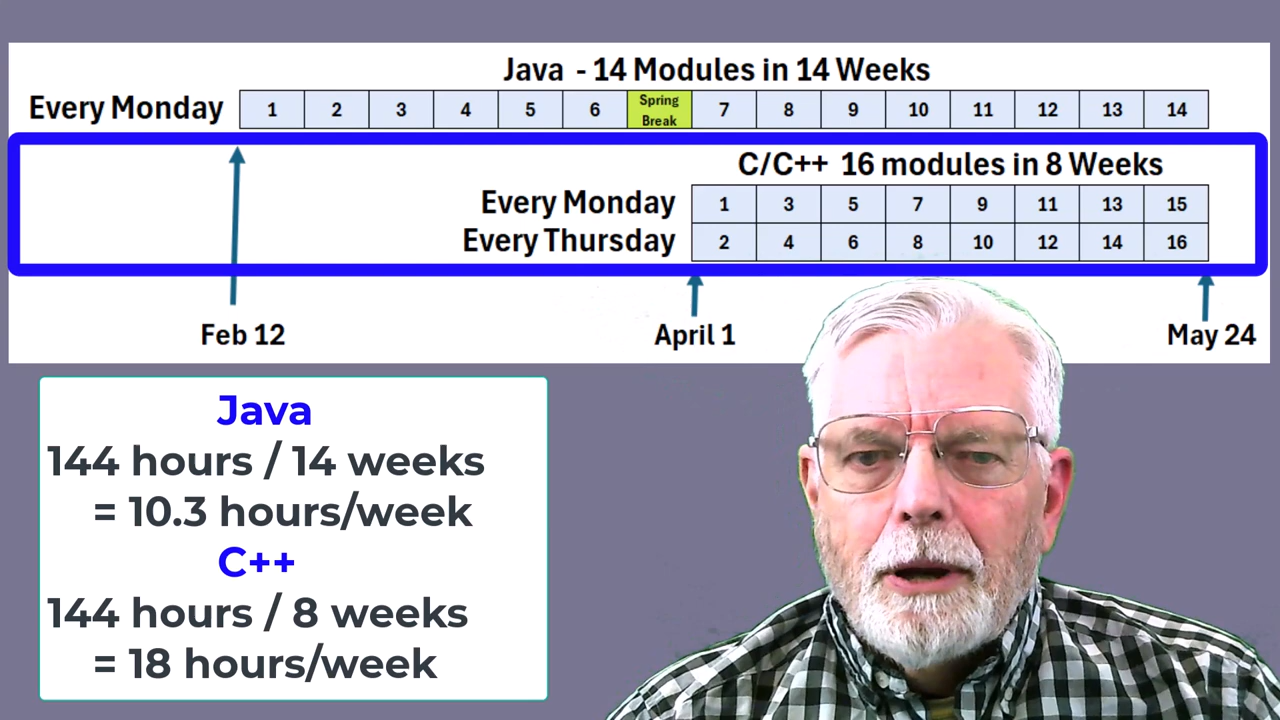 Java - 14 Modules in 14 Weeks
Every Monday 1 2 3 4 5 6 Spring Break 7 8 9 10 11 12 13 14
C/C++ 16 modules in 8 Weeks
Every Monday 1 3 5 7 9 11 13 15
Every Thursday 2 4 6 8 10 12 14 16
Feb 12 April 1 May 24
Java
144 hours / 14 weeks
= 10.3 hours/week
C++
144 hours / 8 weeks
= 18 hours/week